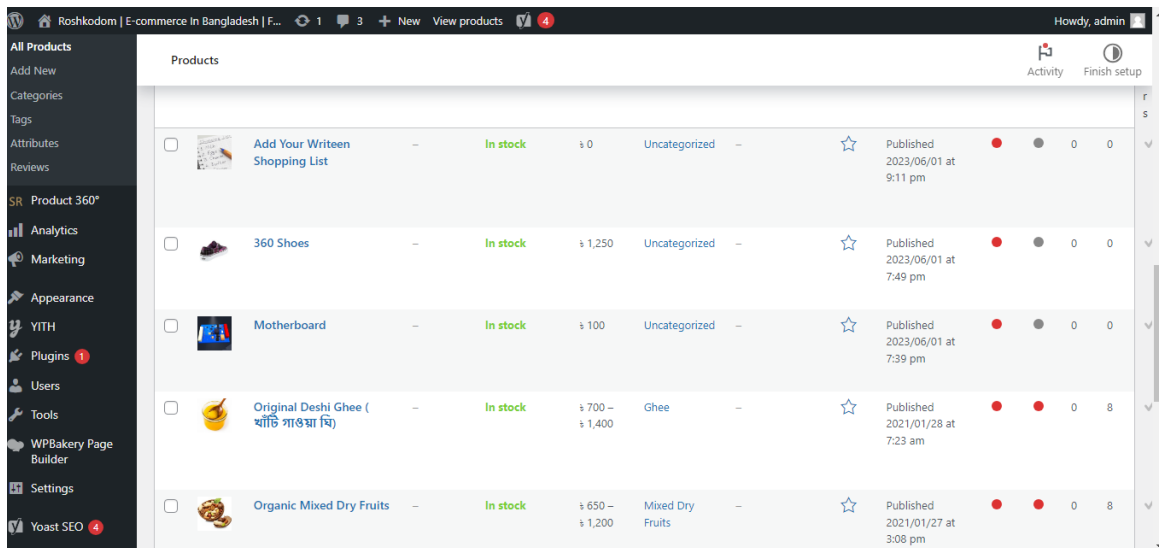 Roshkodom | E-commerce In Bangladesh | F... 1 3 + New View products 4 Howdy, admin
All Products
Add New
Categories
Tags
Attributes
Reviews
SR Product 360°
Analytics
Marketing
Appearance
YITH
Plugins 1
Users
Tools
WPBakery Page
Builder
Settings
Yoast SEO 4
Products
Activity
Finish setup
r
s
Add Your Writeen – In stock ৳ 0 Uncategorized – Published 0 0
Shopping List 2023/06/01 at
9:11 pm
360 Shoes – In stock ৳ 1,250 Uncategorized – Published 0 0
2023/06/01 at
7:49 pm
Motherboard – In stock ৳ 100 Uncategorized – Published 0 0
2023/06/01 at
7:39 pm
Original Deshi Ghee ( – In stock ৳ 700 – Ghee – Published 0 8
খাঁটি গাওয়া ঘি) ৳ 1,400 2021/01/28 at
7:23 am
Organic Mixed Dry Fruits – In stock ৳ 650 – Mixed Dry – Published 0 8
৳ 1,200 Fruits 2021/01/27 at
3:08 pm